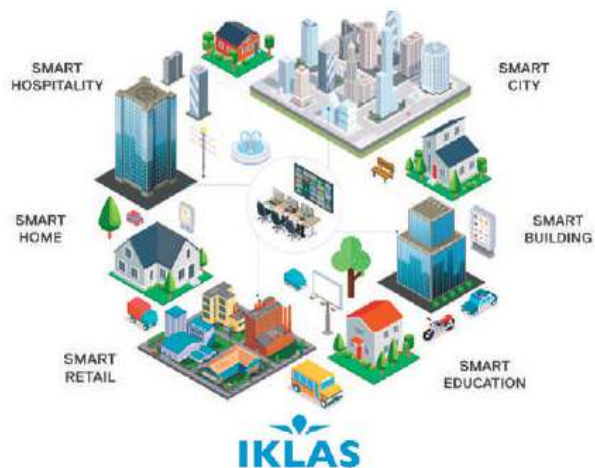 SMART
HOSPITALITY
SMART
CITY
SMART
HOME
SMART
BUILDING
SMART
RETAIL
SMART
EDUCATION
IKLAS